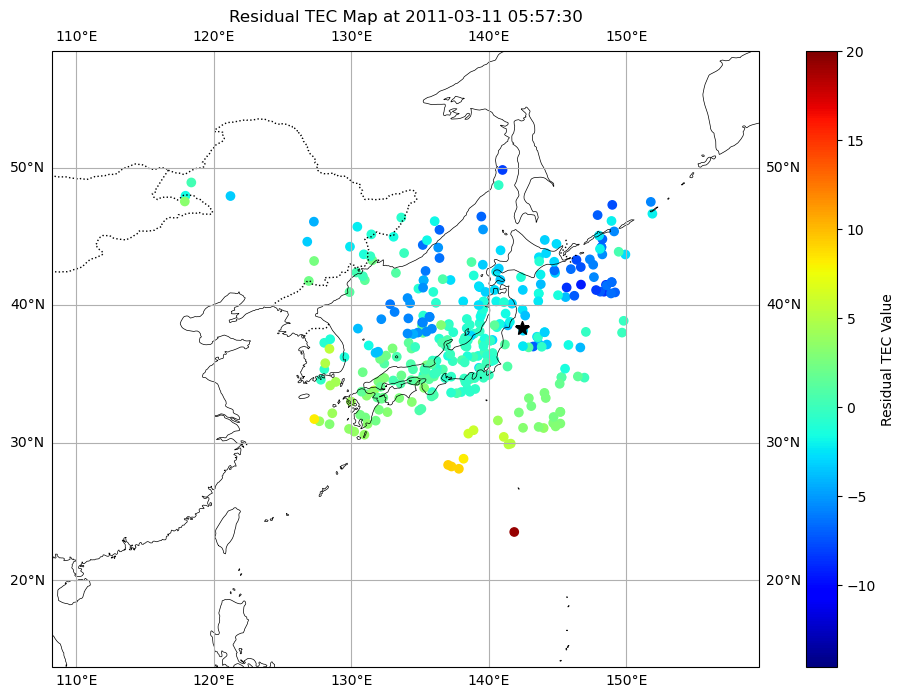 Residual TEC Map at 2011-03-11 05:57:30
110°E 120°E 130°E 140°E 150°E
50°N 50°N
40°N 40°N
30°N 30°N
20°N 20°N
110°E 120°E 130°E 140°E 150°E
20
15
10
5
0
−5
−10
Residual TEC Value